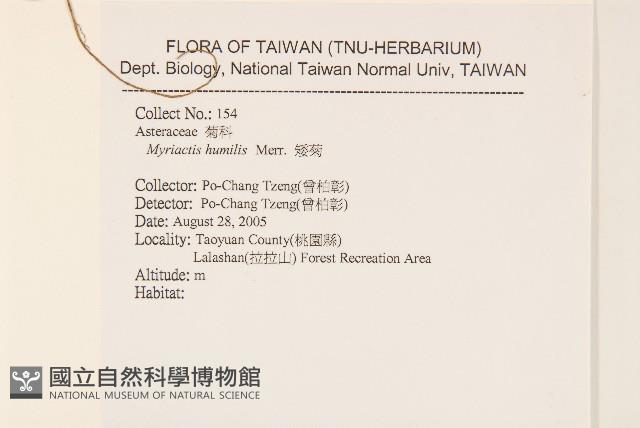 FLORA OF TAIWAN (TNU-HERBARIUM)
Dept. Biology, National Taiwan Normal Univ, TAIWAN
Collect No.: 154
Asteraceae 菊科
Myriactis humilis Merr. 矮菊
Collector: Po-Chang Tzeng(曾柏彰)
Detector: Po-Chang Tzeng(曾柏彰)
Date: August 28, 2005
Locality: Taoyuan County(桃園縣)
Lalashan(拉拉山) Forest Recreation Area
Altitude: m
Habitat:
國立自然科學博物館
NATIONAL MUSEUM OF NATURAL SCIENCE